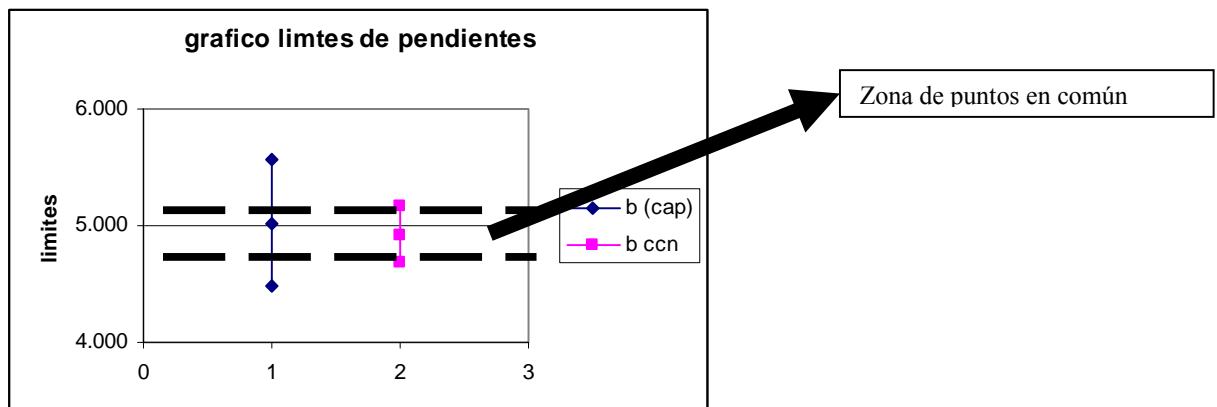 grafico limtes de pendientes
Zona de puntos en común
6.000
5.000
4.000
limites
0 1 2 3
b (cap)
b ccn